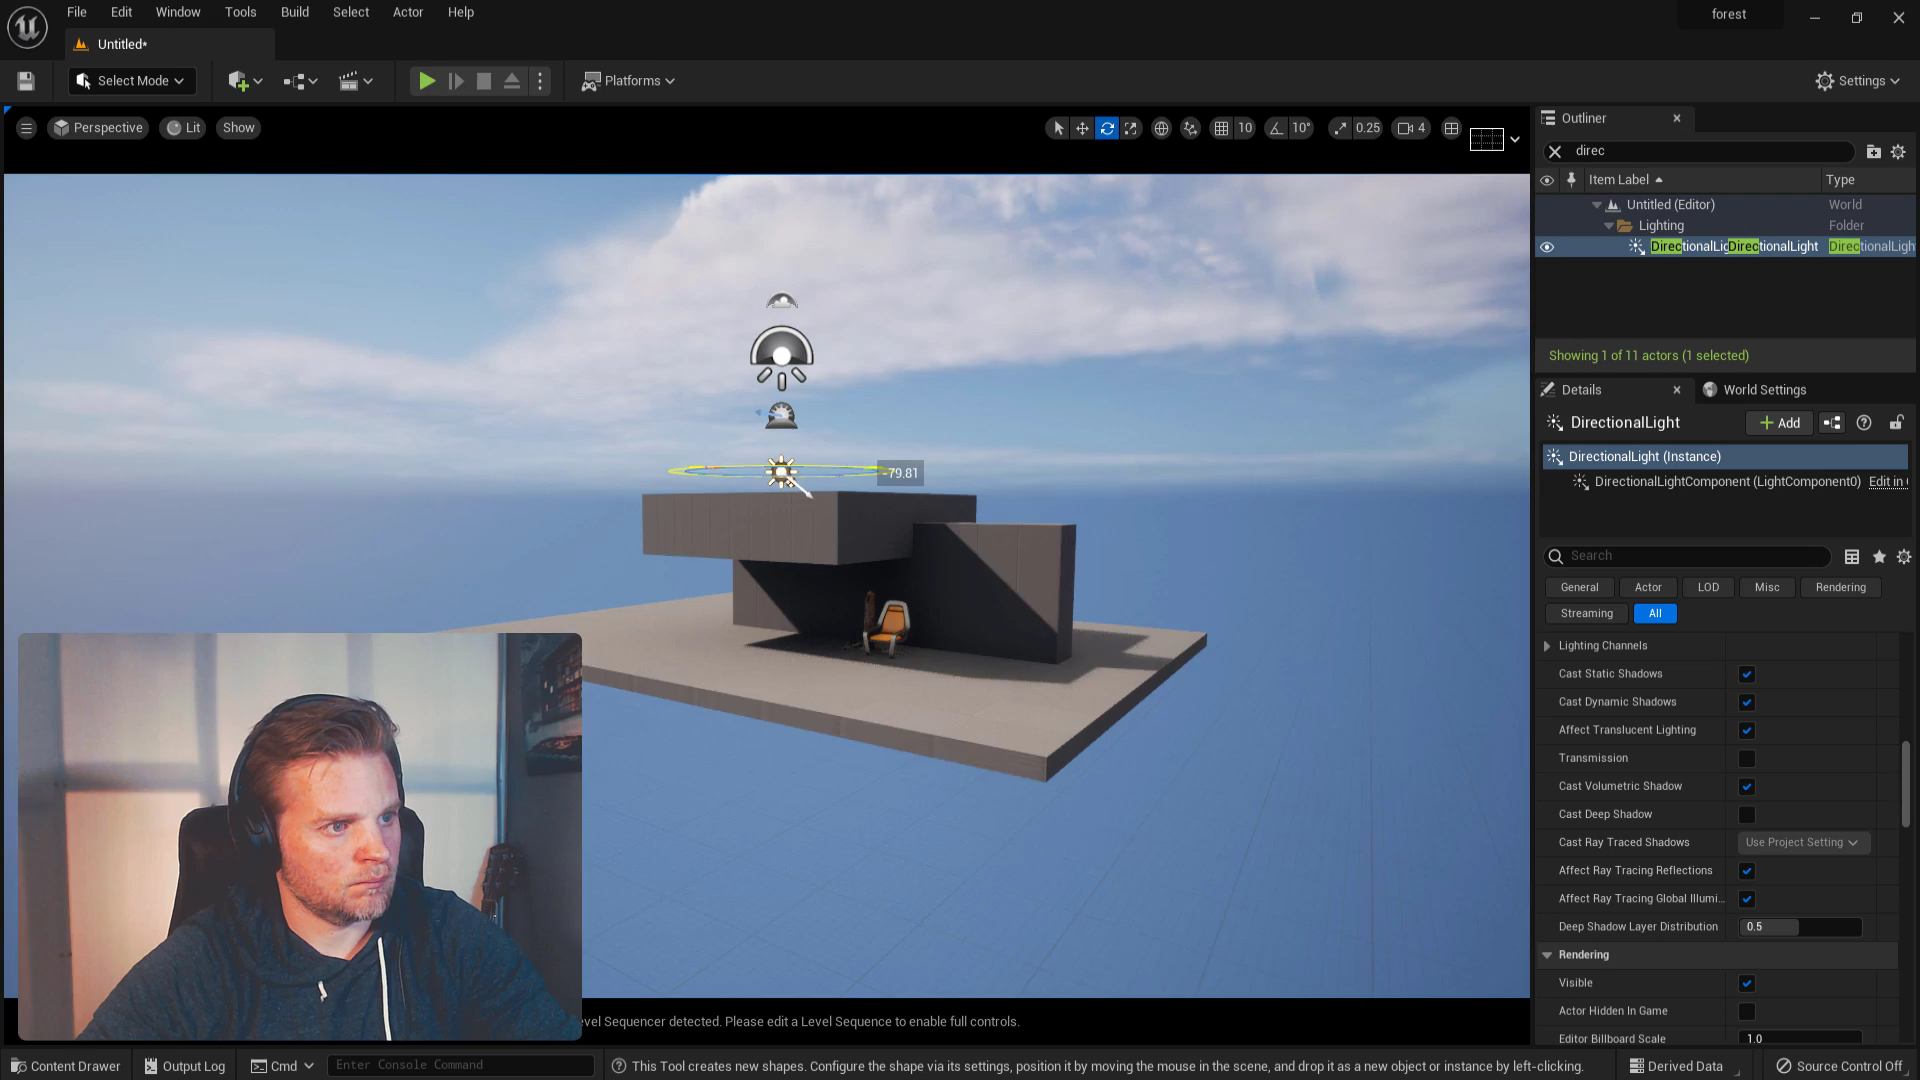 File Edit Window Tools Build Select Actor Help
forest
Untitled*
Select Mode
Platforms
Settings
Perspective
Lit
Show
10
10°
0.25
4
Outliner
direc
Item Label
Type
Untitled (Editor)
World
Lighting
Folder
DirectionalLigDirectionalLight
DirectionalLigh
Showing 1 of 11 actors (1 selected)
Details
World Settings
DirectionalLight
Add
-79.81
DirectionalLight (Instance)
DirectionalLightComponent (LightComponent0)
Edit in
Search
General
Actor
LOD
Misc
Rendering
Streaming
All
Lighting Channels
Cast Static Shadows
Cast Dynamic Shadows
Affect Translucent Lighting
Transmission
Cast Volumetric Shadow
Cast Deep Shadow
Cast Ray Traced Shadows
Use Project Setting
Affect Ray Tracing Reflections
Affect Ray Tracing Global Illumi...
Deep Shadow Layer Distribution
0.5
Rendering
Visible
Actor Hidden In Game
Editor Billboard Scale
1.0
evel Sequencer detected. Please edit a Level Sequence to enable full controls.
Content Drawer
Output Log
Cmd
Enter Console Command
This Tool creates new shapes. Configure the shape via its settings, position it by moving the mouse in the scene, and drop it as a new object or instance by left-clicking.
Derived Data
Source Control Off